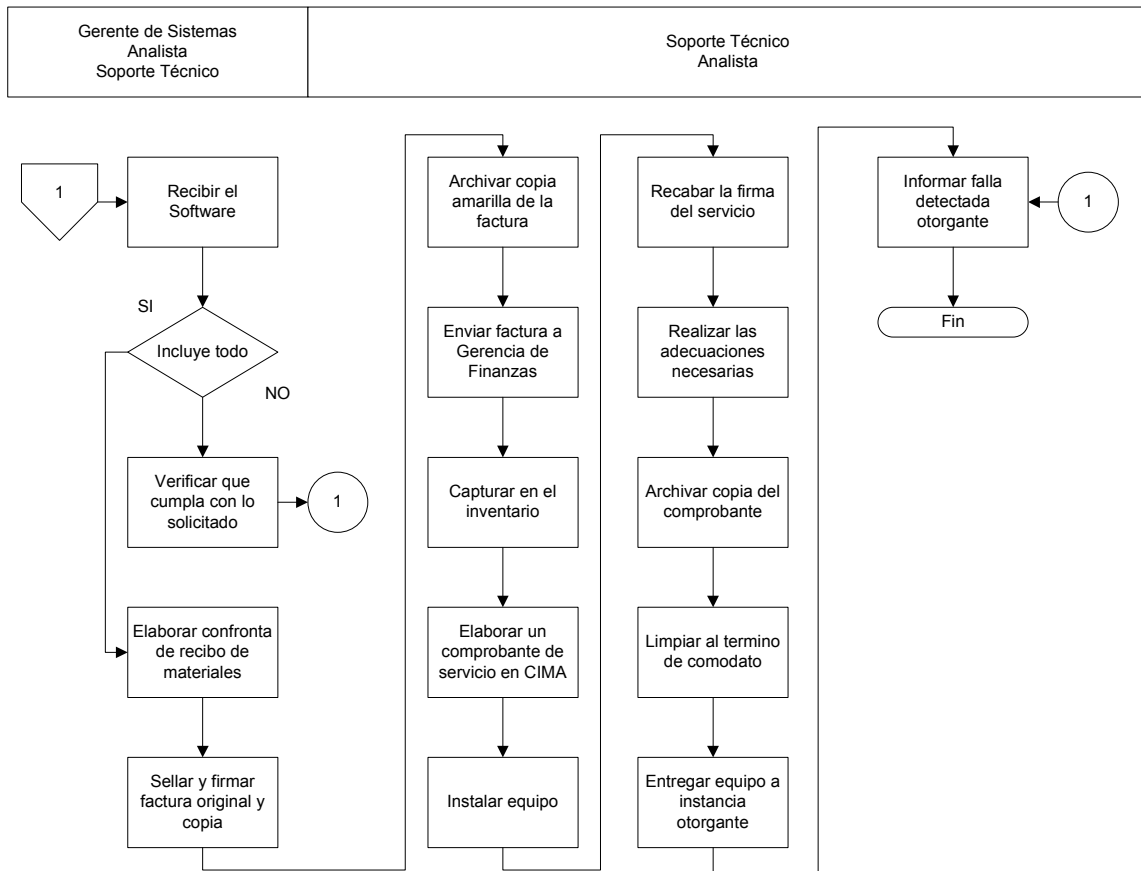 Gerente de Sistemas
Analista
Soporte Técnico
Soporte Técnico
Analista
1
Recibir el
Software
SI
Incluye todo
NO
Verificar que
cumpla con lo
solicitado
1
Elaborar confronta
de recibo de
materiales
Sellar y firmar
factura original y
copia
Archivar copia
amarilla de la
factura
Enviar factura a
Gerencia de
Finanzas
Capturar en el
inventario
Elaborar un
comprobante de
servicio en CIMA
Instalar equipo
Recabar la firma
del servicio
Realizar las
adecuaciones
necesarias
Archivar copia del
comprobante
Limpiar al termino
de comodato
Entregar equipo a
instancia
otorgante
Informar falla
detectada
otorgante
1
Fin